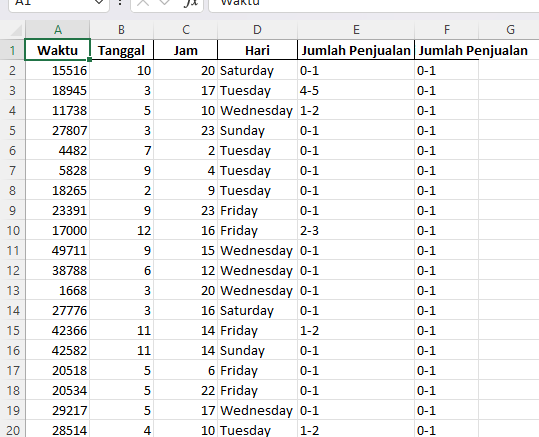 A1 fx Waktu
A B C D E F G
1 Waktu Tanggal Jam Hari Jumlah Penjualan Jumlah Penjualan
2 15516 10 20 Saturday 0-1 0-1
3 18945 3 17 Tuesday 4-5 0-1
4 11738 5 10 Wednesday 1-2 0-1
5 27807 3 23 Sunday 0-1 0-1
6 4482 7 2 Tuesday 0-1 0-1
7 5828 9 4 Tuesday 0-1 0-1
8 18265 2 9 Tuesday 0-1 0-1
9 23391 9 23 Friday 0-1 0-1
10 17000 12 16 Friday 2-3 0-1
11 49711 9 15 Wednesday 0-1 0-1
12 38788 6 12 Wednesday 0-1 0-1
13 1668 3 20 Wednesday 0-1 0-1
14 27776 3 16 Saturday 0-1 0-1
15 42366 11 14 Friday 1-2 0-1
16 42582 11 14 Sunday 0-1 0-1
17 20518 5 6 Friday 0-1 0-1
18 20534 5 22 Friday 0-1 0-1
19 29217 5 17 Wednesday 0-1 0-1
20 28514 4 10 Tuesday 1-2 0-1